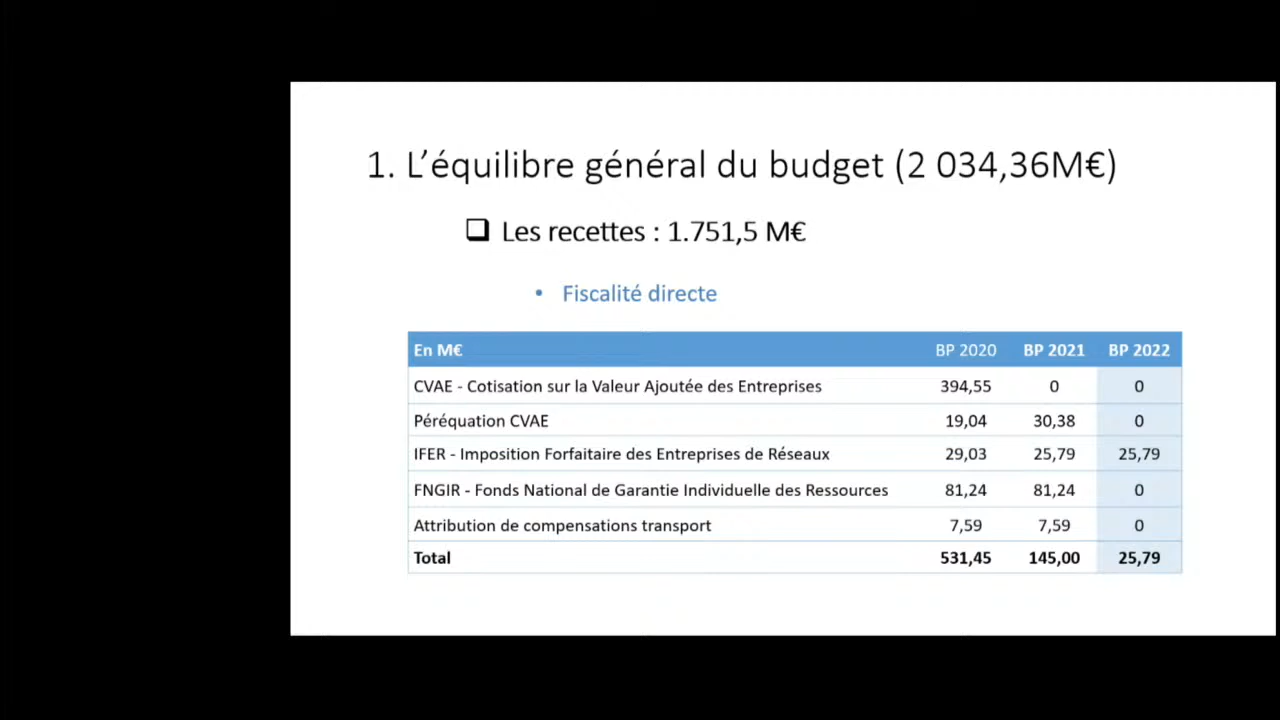 1. L’équilibre général du budget (2 034,36M€)
❑ Les recettes : 1.751,5 M€
• Fiscalité directe
En M€ BP 2020 BP 2021 BP 2022
CVAE - Cotisation sur la Valeur Ajoutée des Entreprises 394,55 0 0
Péréquation CVAE 19,04 30,38 0
IFER - Imposition Forfaitaire des Entreprises de Réseaux 29,03 25,79 25,79
FNGIR - Fonds National de Garantie Individuelle des Ressources 81,24 81,24 0
Attribution de compensations transport 7,59 7,59 0
Total 531,45 145,00 25,79